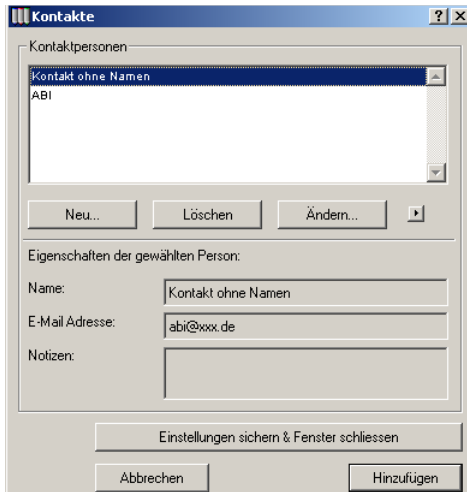 Kontakte
Kontaktpersonen
Kontakt ohne Namen
ABI
Neu... Löschen Ändern...
Eigenschaften der gewählten Person:
Name: Kontakt ohne Namen
E-Mail Adresse: abi@xxx.de
Notizen:
Einstellungen sichern & Fenster schliessen
Abbrechen Hinzufügen